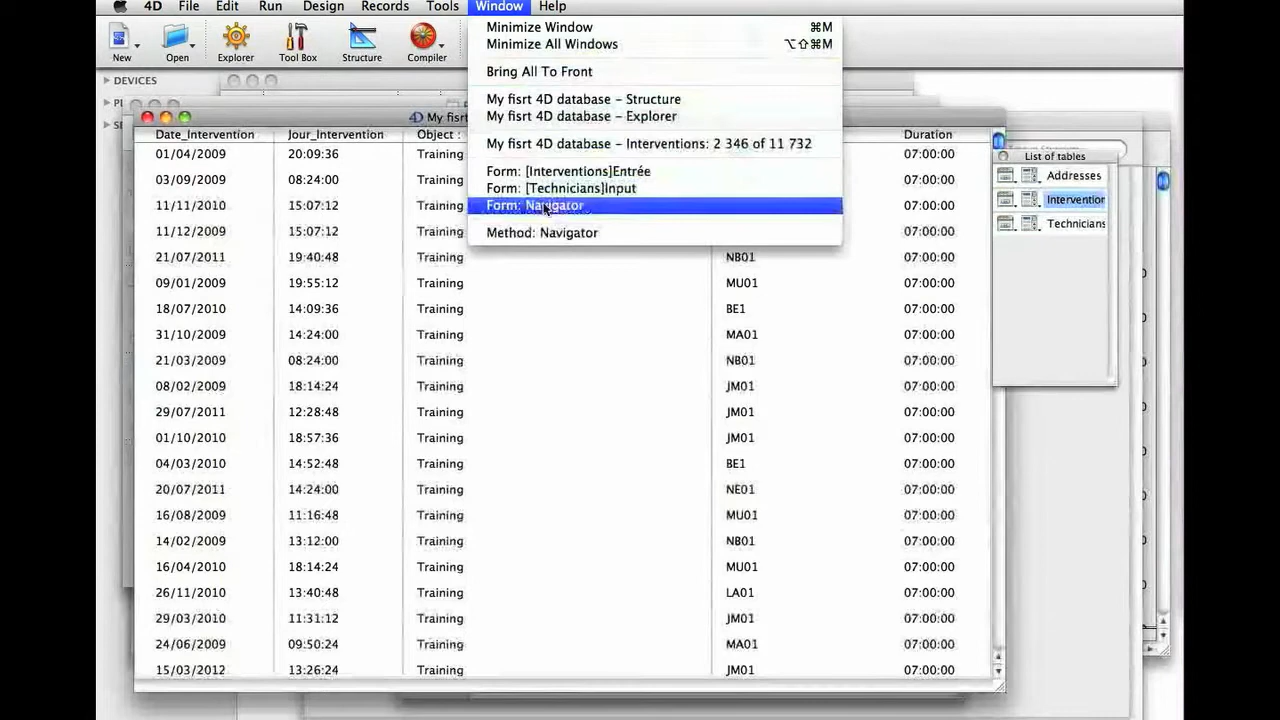 4D File Edit Run Design Records Tools Window Help
New Open Explorer Tool Box Structure Compiler
Minimize Window ⌘M
Minimize All Windows ⌥⇧⌘M
Bring All To Front
My fisrt 4D database – Structure
My fisrt 4D database – Explorer
My fisrt 4D database – Interventions: 2 346 of 11 732
Form: [Interventions]Entrée
Form: [Technicians]Input
Form: Navigator
Method: Navigator
DEVICES
My fisrt
Date_Intervention Jour_Intervention Object : Duration
01/04/2009 20:09:36 Training 07:00:00
03/09/2009 08:24:00 Training 07:00:00
11/11/2010 15:07:12 Training 07:00:00
11/12/2009 15:07:12 Training 07:00:00
21/07/2011 19:40:48 Training NB01 07:00:00
09/01/2009 19:55:12 Training MU01 07:00:00
18/07/2010 14:09:36 Training BE1 07:00:00
31/10/2009 14:24:00 Training MA01 07:00:00
21/03/2009 08:24:00 Training NB01 07:00:00
08/02/2009 18:14:24 Training JM01 07:00:00
29/07/2011 12:28:48 Training JM01 07:00:00
01/10/2010 18:57:36 Training JM01 07:00:00
04/03/2010 14:52:48 Training BE1 07:00:00
20/07/2011 14:24:00 Training NE01 07:00:00
16/08/2009 11:16:48 Training MU01 07:00:00
14/02/2009 13:12:00 Training NB01 07:00:00
16/04/2010 18:14:24 Training MU01 07:00:00
26/11/2010 13:40:48 Training LA01 07:00:00
29/03/2010 11:31:12 Training JM01 07:00:00
24/06/2009 09:50:24 Training MA01 07:00:00
15/03/2012 13:26:24 Training JM01 07:00:00
List of tables
Addresses
Intervention
Technicians